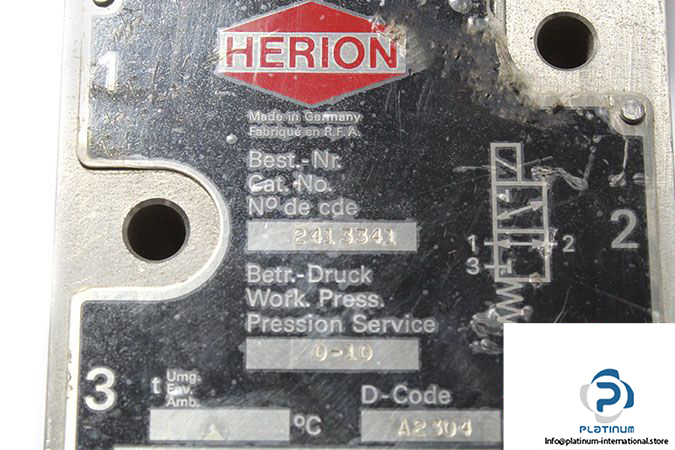 HERION
1
Made in Germany
Fabriqué en R.F.A.
Best.-Nr.
Cat. No.
Nº de cde
2413341
1 2
3
2
Betr.-Druck
Work. Press.
Pression Service
0-10
3
t Umg.
Env.
Amb.
ºC
D-Code
A2304
PLATINUM
Info@platinum-international.store